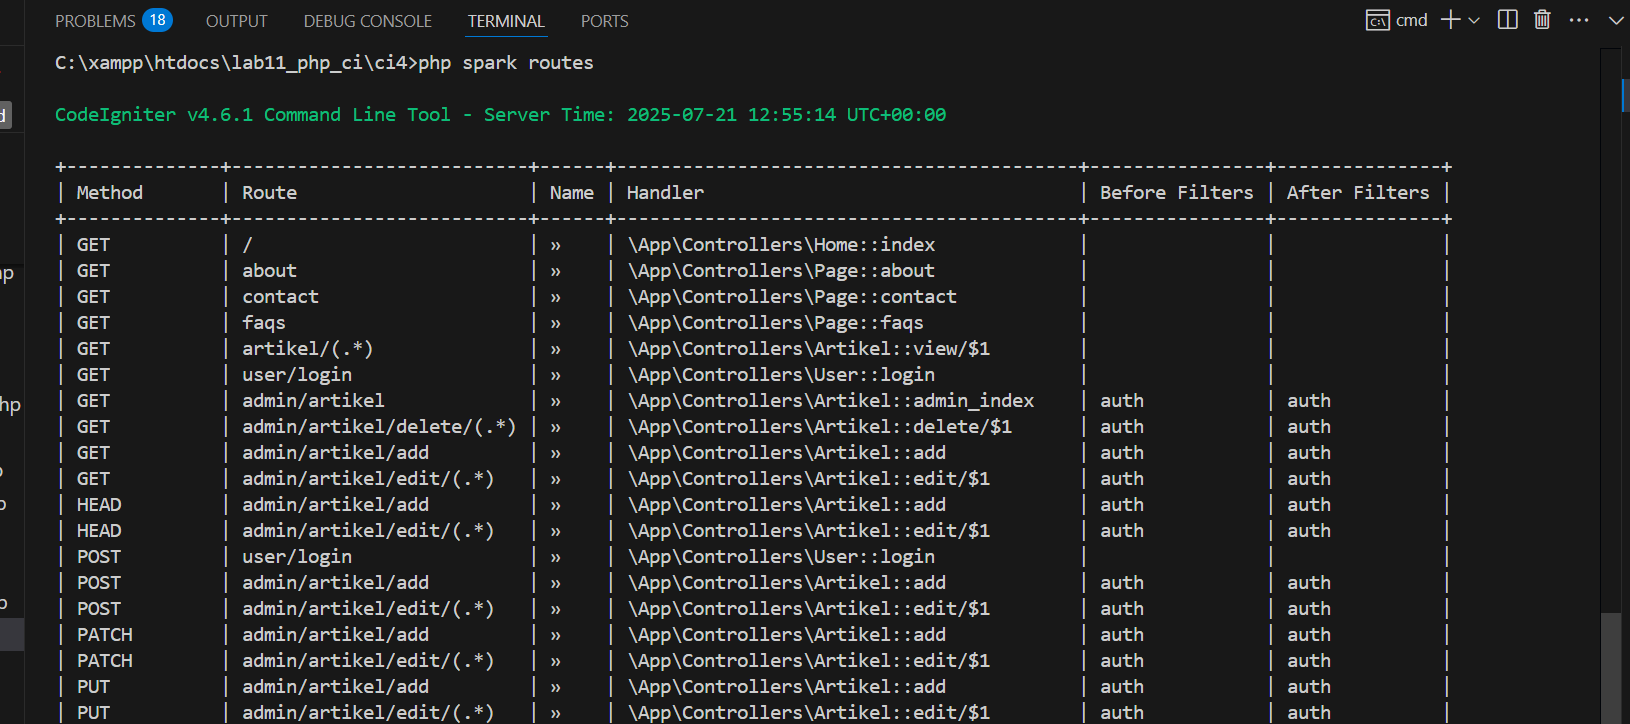 PROBLEMS 18 OUTPUT DEBUG CONSOLE TERMINAL PORTS cmd
C:\xampp\htdocs\lab11_php_ci\ci4>php spark routes
CodeIgniter v4.6.1 Command Line Tool - Server Time: 2025-07-21 12:55:14 UTC+00:00
+--------------+---------------------------+------+------------------------------------------+----------------+---------------+
| Method | Route | Name | Handler | Before Filters | After Filters |
+--------------+---------------------------+------+------------------------------------------+----------------+---------------+
| GET | / | » | \App\Controllers\Home::index | | |
| GET | about | » | \App\Controllers\Page::about | | |
| GET | contact | » | \App\Controllers\Page::contact | | |
| GET | faqs | » | \App\Controllers\Page::faqs | | |
| GET | artikel/(.*) | » | \App\Controllers\Artikel::view/$1 | | |
| GET | user/login | » | \App\Controllers\User::login | | |
| GET | admin/artikel | » | \App\Controllers\Artikel::admin_index | auth | auth |
| GET | admin/artikel/delete/(.*) | » | \App\Controllers\Artikel::delete/$1 | auth | auth |
| GET | admin/artikel/add | » | \App\Controllers\Artikel::add | auth | auth |
| GET | admin/artikel/edit/(.*) | » | \App\Controllers\Artikel::edit/$1 | auth | auth |
| HEAD | admin/artikel/add | » | \App\Controllers\Artikel::add | auth | auth |
| HEAD | admin/artikel/edit/(.*) | » | \App\Controllers\Artikel::edit/$1 | auth | auth |
| POST | user/login | » | \App\Controllers\User::login | | |
| POST | admin/artikel/add | » | \App\Controllers\Artikel::add | auth | auth |
| POST | admin/artikel/edit/(.*) | » | \App\Controllers\Artikel::edit/$1 | auth | auth |
| PATCH | admin/artikel/add | » | \App\Controllers\Artikel::add | auth | auth |
| PATCH | admin/artikel/edit/(.*) | » | \App\Controllers\Artikel::edit/$1 | auth | auth |
| PUT | admin/artikel/add | » | \App\Controllers\Artikel::add | auth | auth |
| PUT | admin/artikel/edit/(.*) | » | \App\Controllers\Artikel::edit/$1 | auth | auth |